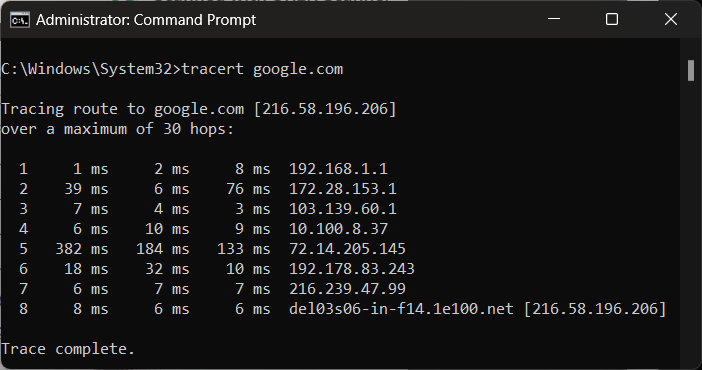 Administrator: Command Prompt
C:\Windows\System32>tracert google.com
Tracing route to google.com [216.58.196.206]
over a maximum of 30 hops:
1 1 ms 2 ms 8 ms 192.168.1.1
2 39 ms 6 ms 76 ms 172.28.153.1
3 7 ms 4 ms 3 ms 103.139.60.1
4 6 ms 10 ms 9 ms 10.100.8.37
5 382 ms 184 ms 133 ms 72.14.205.145
6 18 ms 32 ms 10 ms 192.178.83.243
7 6 ms 7 ms 7 ms 216.239.47.99
8 8 ms 6 ms 6 ms del03s06-in-f14.1e100.net [216.58.196.206]
Trace complete.